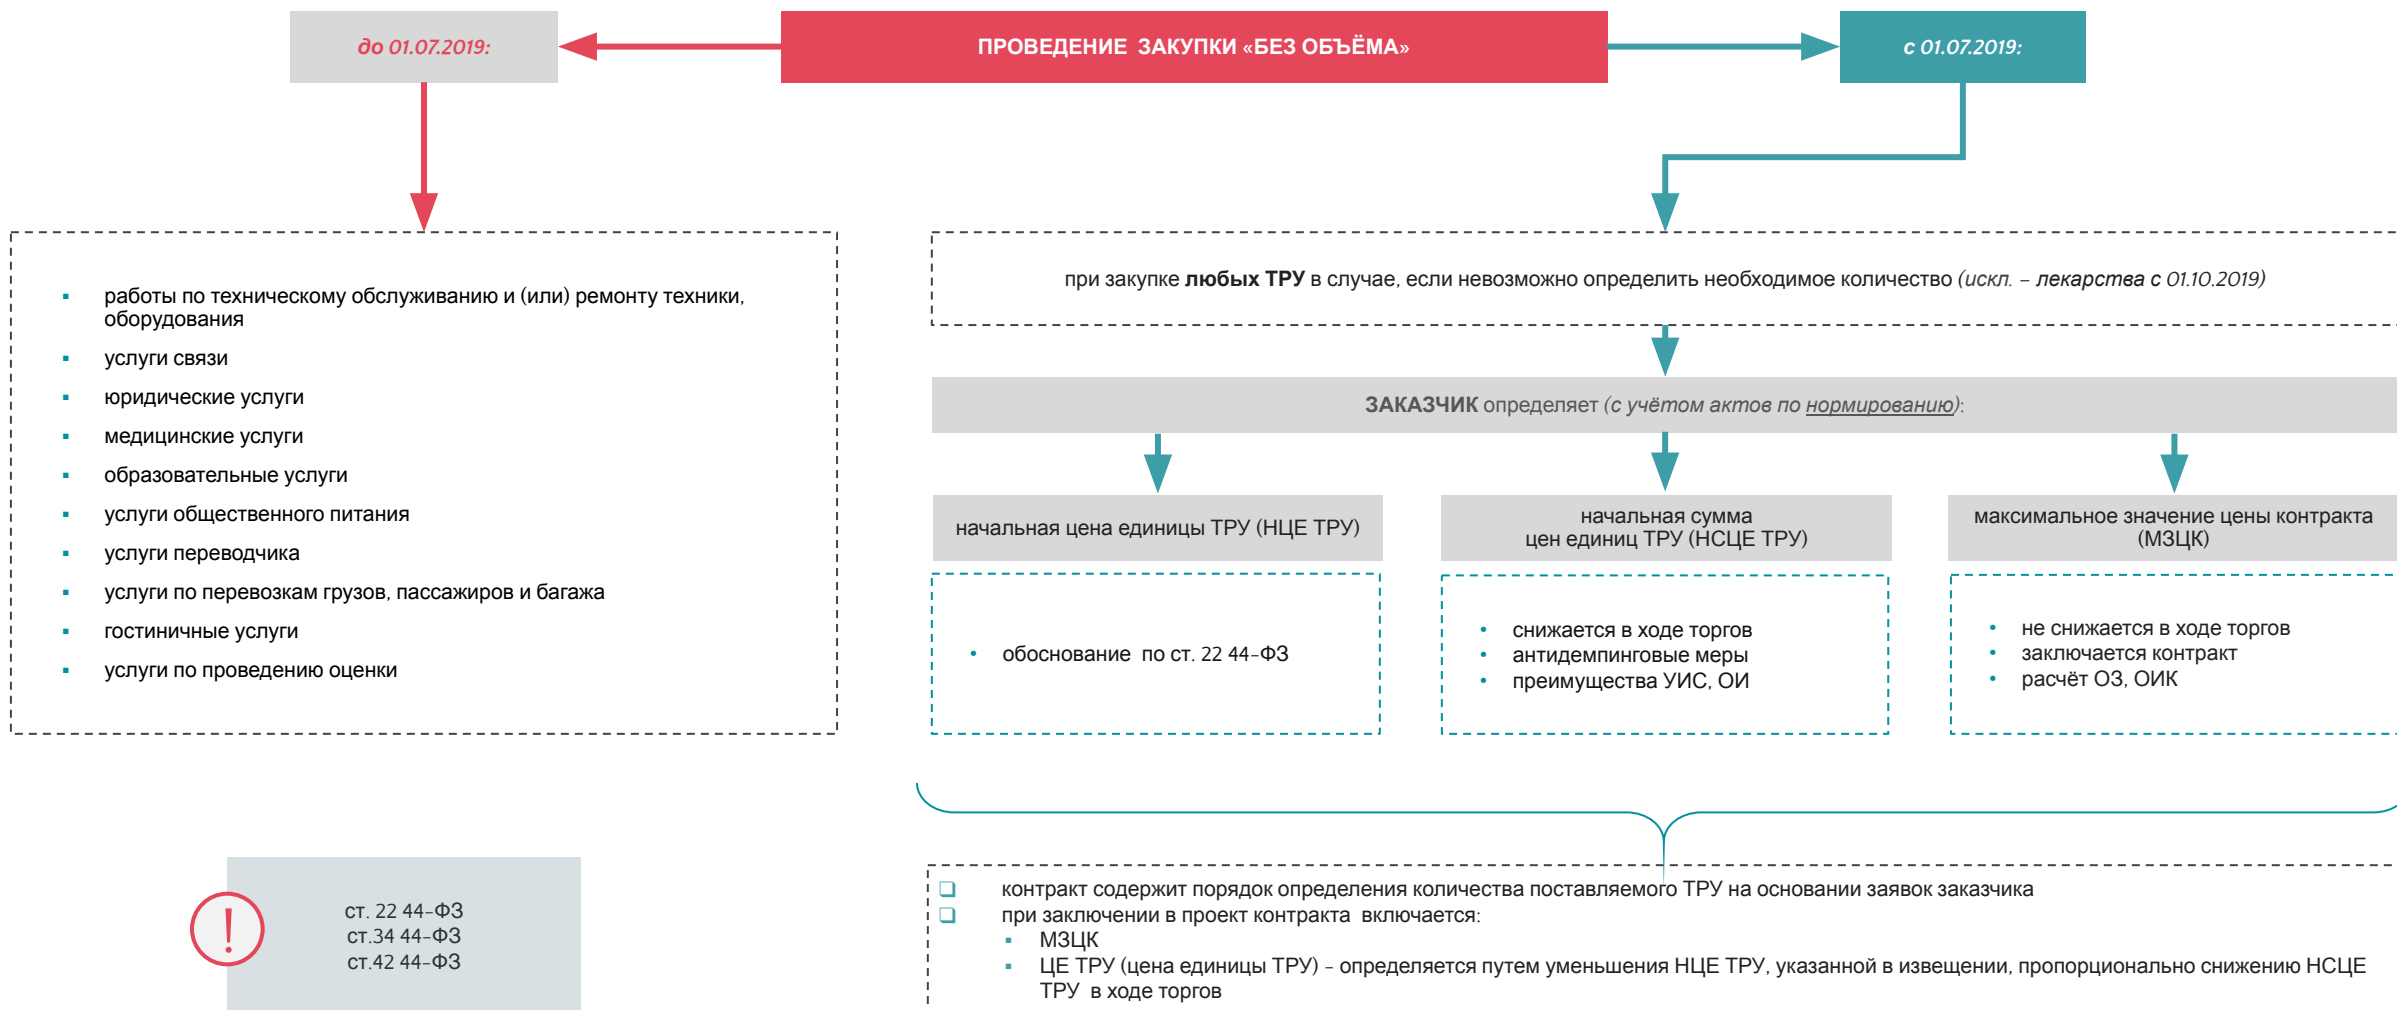 ПРОВЕДЕНИЕ ЗАКУПКИ «БЕЗ ОБЪЁМА»
до 01.07.2019:
с 01.07.2019:
▪ работы по техническому обслуживанию и (или) ремонту техники,
оборудования
▪ услуги связи
▪ юридические услуги
▪ медицинские услуги
▪ образовательные услуги
▪ услуги общественного питания
▪ услуги переводчика
▪ услуги по перевозкам грузов, пассажиров и багажа
▪ гостиничные услуги
▪ услуги по проведению оценки
!
ст. 22 44-ФЗ
ст.34 44-ФЗ
ст.42 44-ФЗ
при закупке любых ТРУ в случае, если невозможно определить необходимое количество (искл. – лекарства с 01.10.2019)
ЗАКАЗЧИК определяет (с учётом актов по нормированию):
начальная цена единицы ТРУ (НЦЕ ТРУ)
• обоснование по ст. 22 44-ФЗ
начальная сумма
цен единиц ТРУ (НСЦЕ ТРУ)
• снижается в ходе торгов
• антидемпинговые меры
• преимущества УИС, ОИ
максимальное значение цены контракта
(МЗЦК)
• не снижается в ходе торгов
• заключается контракт
• расчёт ОЗ, ОИК
❑ контракт содержит порядок определения количества поставляемого ТРУ на основании заявок заказчика
❑ при заключении в проект контракта включается:
▪ МЗЦК
▪ ЦЕ ТРУ (цена единицы ТРУ) – определяется путем уменьшения НЦЕ ТРУ, указанной в извещении, пропорционально снижению НСЦЕ
ТРУ в ходе торгов